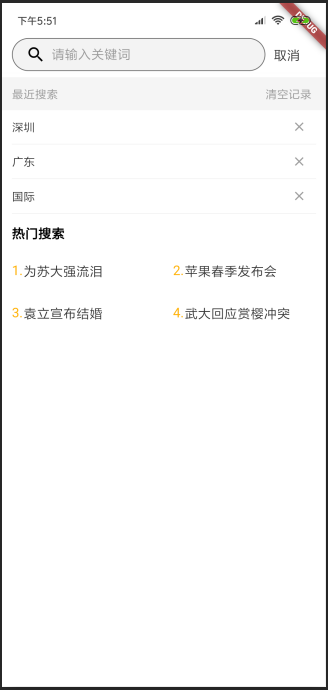 下午5:51
DEBUG
请输入关键词 取消
最近搜索 清空记录
深圳
广东
国际
热门搜索
1.为苏大强流泪 2.苹果春季发布会
3.袁立宣布结婚 4.武大回应赏樱冲突